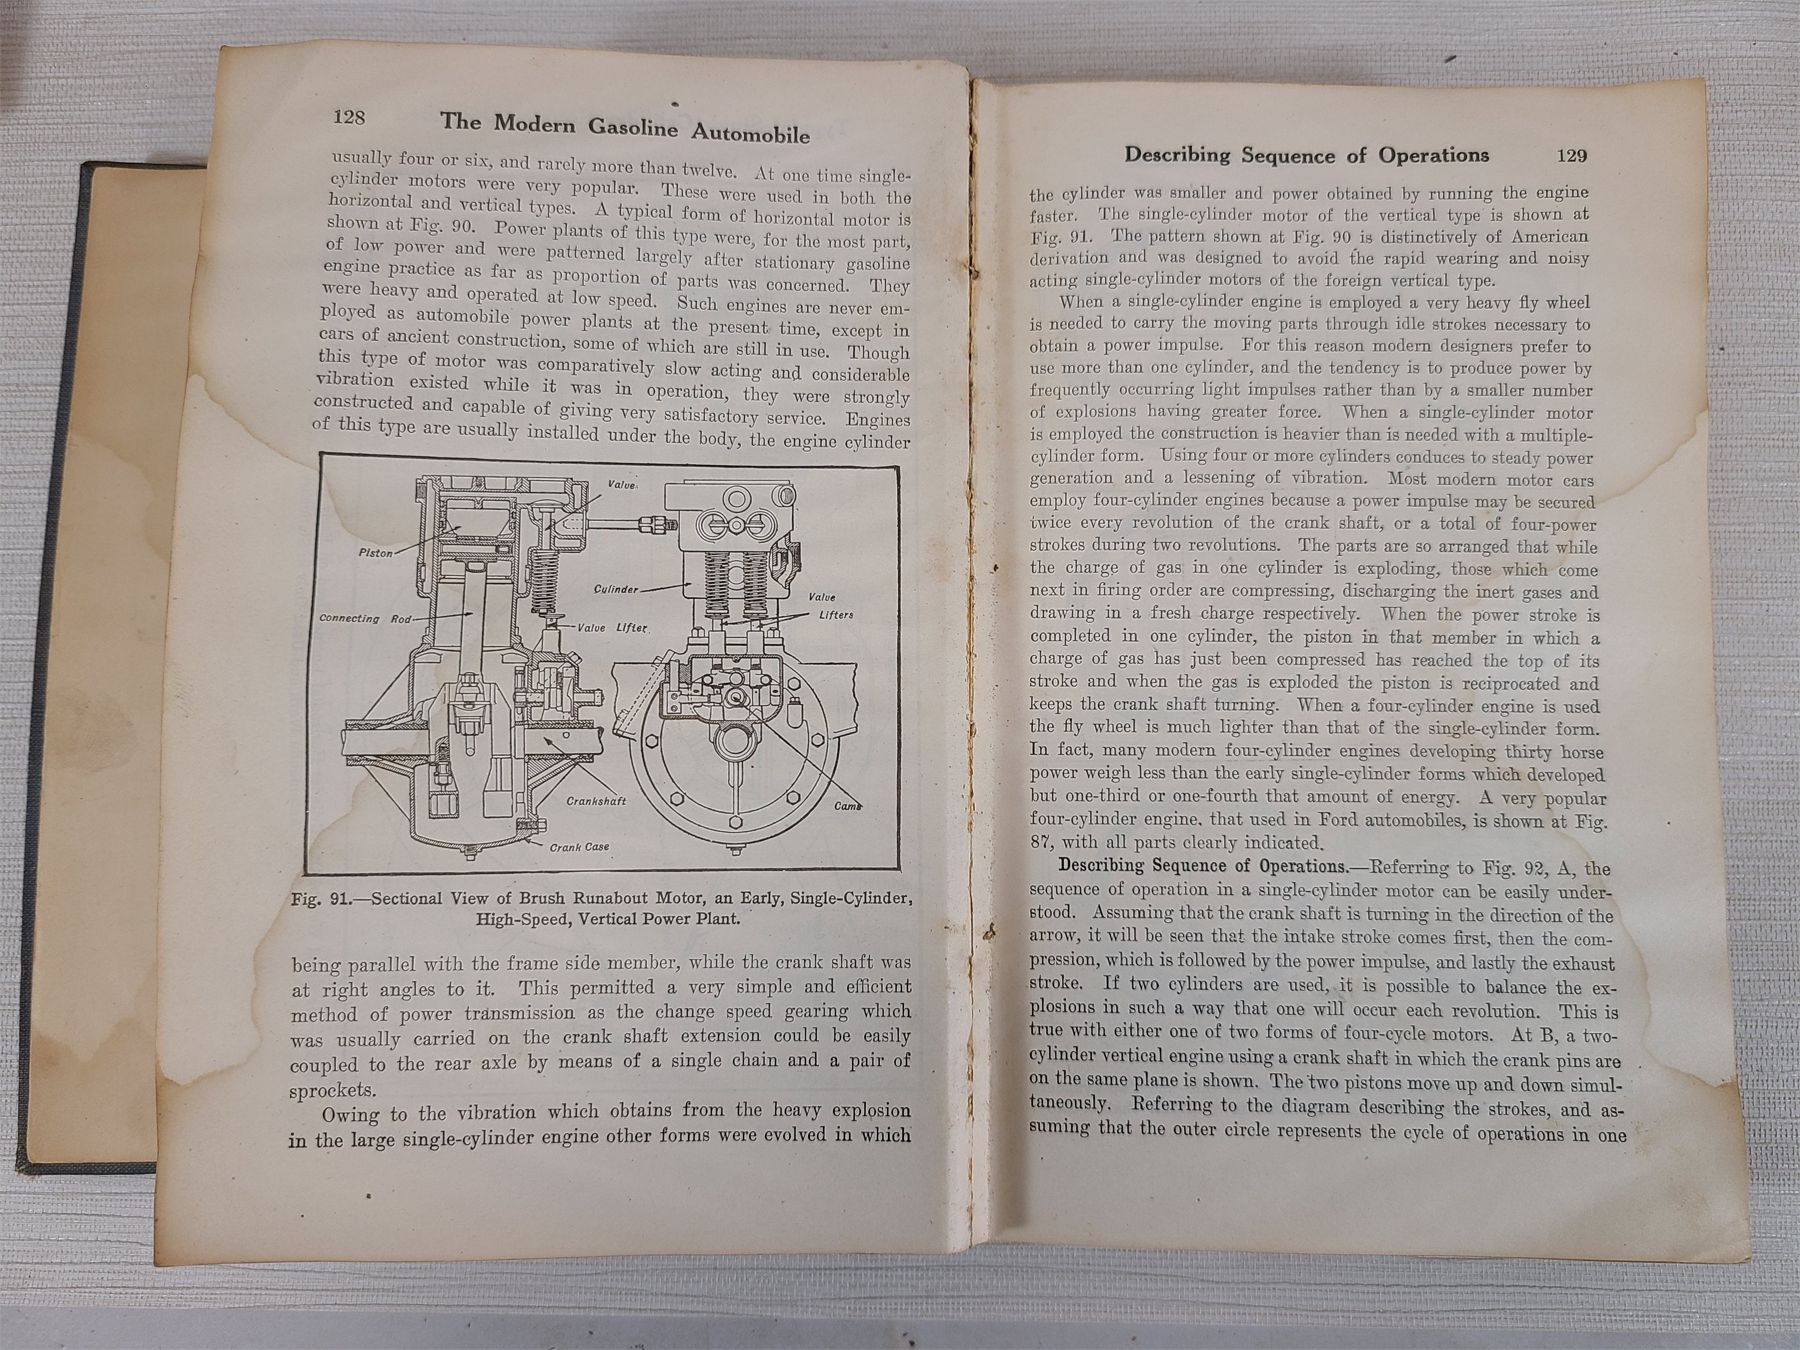 128
The Modern Gasoline Automobile
usually four or six, and rarely more than twelve. At one time single-
cylinder motors were very popular. These were used in both the
horizontal and vertical types. A typical form of horizontal motor is
shown at Fig. 90. Power plants of this type were, for the most part,
of low power and were patterned largely after stationary gasoline
engine practice as far as proportion of parts was concerned. They
were heavy and operated at low speed. Such engines are never em-
ployed as automobile power plants at the present time, except in
cars of ancient construction, some of which are still in use. Though
this type of motor was comparatively slow acting and considerable
vibration existed while it was in operation, they were strongly
constructed and capable of giving very satisfactory service. Engines
of this type are usually installed under the body, the engine cylinder
Valve
Piston
Cylinder
Valve
Lifters
Connecting Rod
Valve Lifter
Crankshaft
Cams
Crank Case
Fig. 91.—Sectional View of Brush Runabout Motor, an Early, Single-Cylinder,
High-Speed, Vertical Power Plant.
being parallel with the frame side member, while the crank shaft was
at right angles to it. This permitted a very simple and efficient
method of power transmission as the change speed gearing which
was usually carried on the crank shaft extension could be easily
coupled to the rear axle by means of a single chain and a pair of
sprockets.
Owing to the vibration which obtains from the heavy explosion
in the large single-cylinder engine other forms were evolved in which
Describing Sequence of Operations
129
the cylinder was smaller and power obtained by running the engine
faster. The single-cylinder motor of the vertical type is shown at
Fig. 91. The pattern shown at Fig. 90 is distinctively of American
derivation and was designed to avoid the rapid wearing and noisy
acting single-cylinder motors of the foreign vertical type.
When a single-cylinder engine is employed a very heavy fly wheel
is needed to carry the moving parts through idle strokes necessary to
obtain a power impulse. For this reason modern designers prefer to
use more than one cylinder, and the tendency is to produce power by
frequently occurring light impulses rather than by a smaller number
of explosions having greater force. When a single-cylinder motor
is employed the construction is heavier than is needed with a multiple-
cylinder form. Using four or more cylinders conduces to steady power
generation and a lessening of vibration. Most modern motor cars
employ four-cylinder engines because a power impulse may be secured
twice every revolution of the crank shaft, or a total of four-power
strokes during two revolutions. The parts are so arranged that while
the charge of gas in one cylinder is exploding, those which come
next in firing order are compressing, discharging the inert gases and
drawing in a fresh charge respectively. When the power stroke is
completed in one cylinder, the piston in that member in which a
charge of gas has just been compressed has reached the top of its
stroke and when the gas is exploded the piston is reciprocated and
keeps the crank shaft turning. When a four-cylinder engine is used
the fly wheel is much lighter than that of the single-cylinder form.
In fact, many modern four-cylinder engines developing thirty horse
power weigh less than the early single-cylinder forms which developed
but one-third or one-fourth that amount of energy. A very popular
four-cylinder engine, that used in Ford automobiles, is shown at Fig.
87, with all parts clearly indicated.
Describing Sequence of Operations.—Referring to Fig. 92, A, the
sequence of operation in a single-cylinder motor can be easily under-
stood. Assuming that the crank shaft is turning in the direction of the
arrow, it will be seen that the intake stroke comes first, then the com-
pression, which is followed by the power impulse, and lastly the exhaust
stroke. If two cylinders are used, it is possible to balance the ex-
plosions in such a way that one will occur each revolution. This is
true with either one of two forms of four-cycle motors. At B, a two-
cylinder vertical engine using a crank shaft in which the crank pins are
on the same plane is shown. The two pistons move up and down simul-
taneously. Referring to the diagram describing the strokes, and as-
suming that the outer circle represents the cycle of operations in one